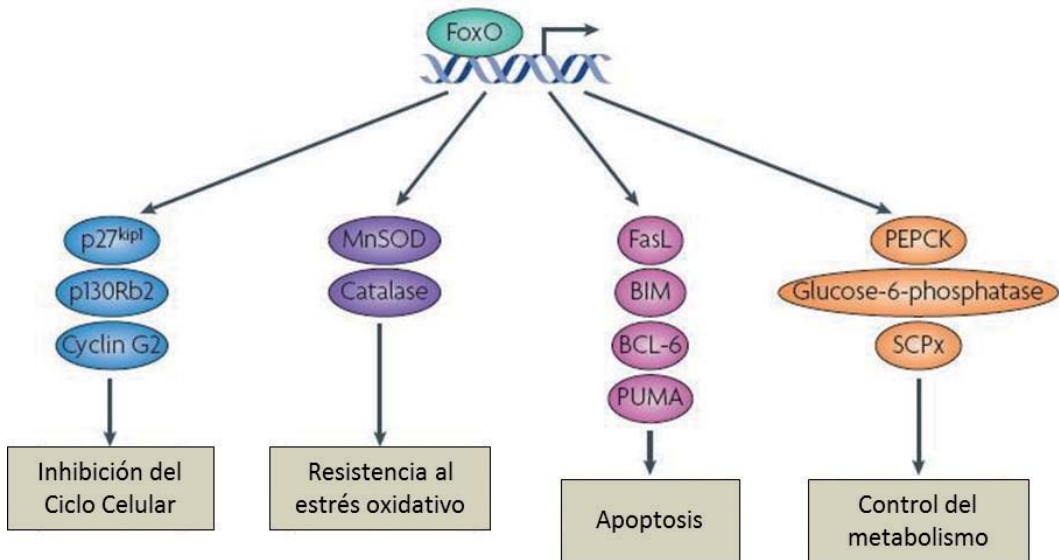 FoxO
p27kip1
p130Rb2
Cyclin G2
Inhibición del
Ciclo Celular
MnSOD
Catalase
Resistencia al
estrés oxidativo
FasL
BIM
BCL-6
PUMA
Apoptosis
PEPCK
Glucose-6-phosphatase
SCPx
Control del
metabolismo